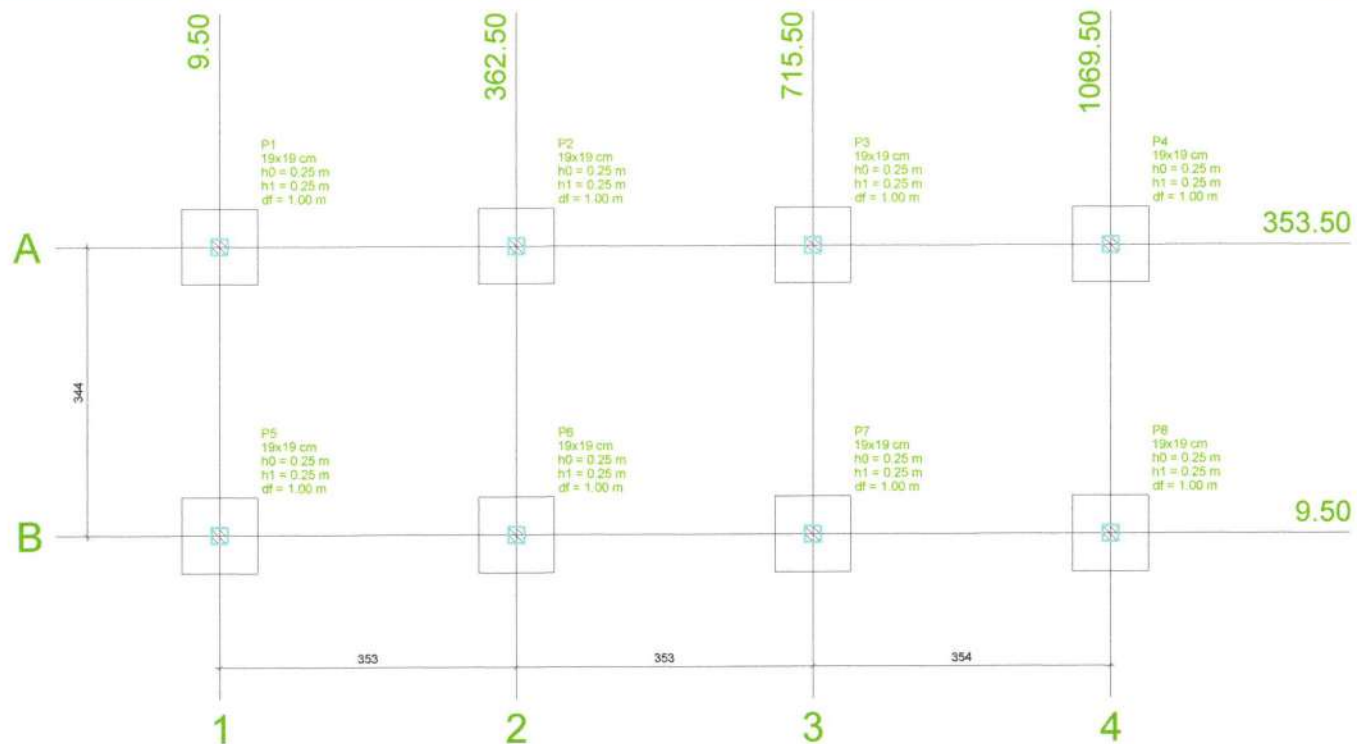 9.50
362.50
715.50
1069.50
P1
19x19 cm
h0 = 0.25 m
h1 = 0.25 m
df = 1.00 m
P2
19x19 cm
h0 = 0.25 m
h1 = 0.25 m
df = 1.00 m
P3
19x19 cm
h0 = 0.25 m
h1 = 0.25 m
df = 1.00 m
P4
19x19 cm
h0 = 0.25 m
h1 = 0.25 m
df = 1.00 m
A
353.50
344
P5
19x19 cm
h0 = 0.25 m
h1 = 0.25 m
df = 1.00 m
P6
19x19 cm
h0 = 0.25 m
h1 = 0.25 m
df = 1.00 m
P7
19x19 cm
h0 = 0.25 m
h1 = 0.25 m
df = 1.00 m
P8
19x19 cm
h0 = 0.25 m
h1 = 0.25 m
df = 1.00 m
B
9.50
353
353
354
1
2
3
4